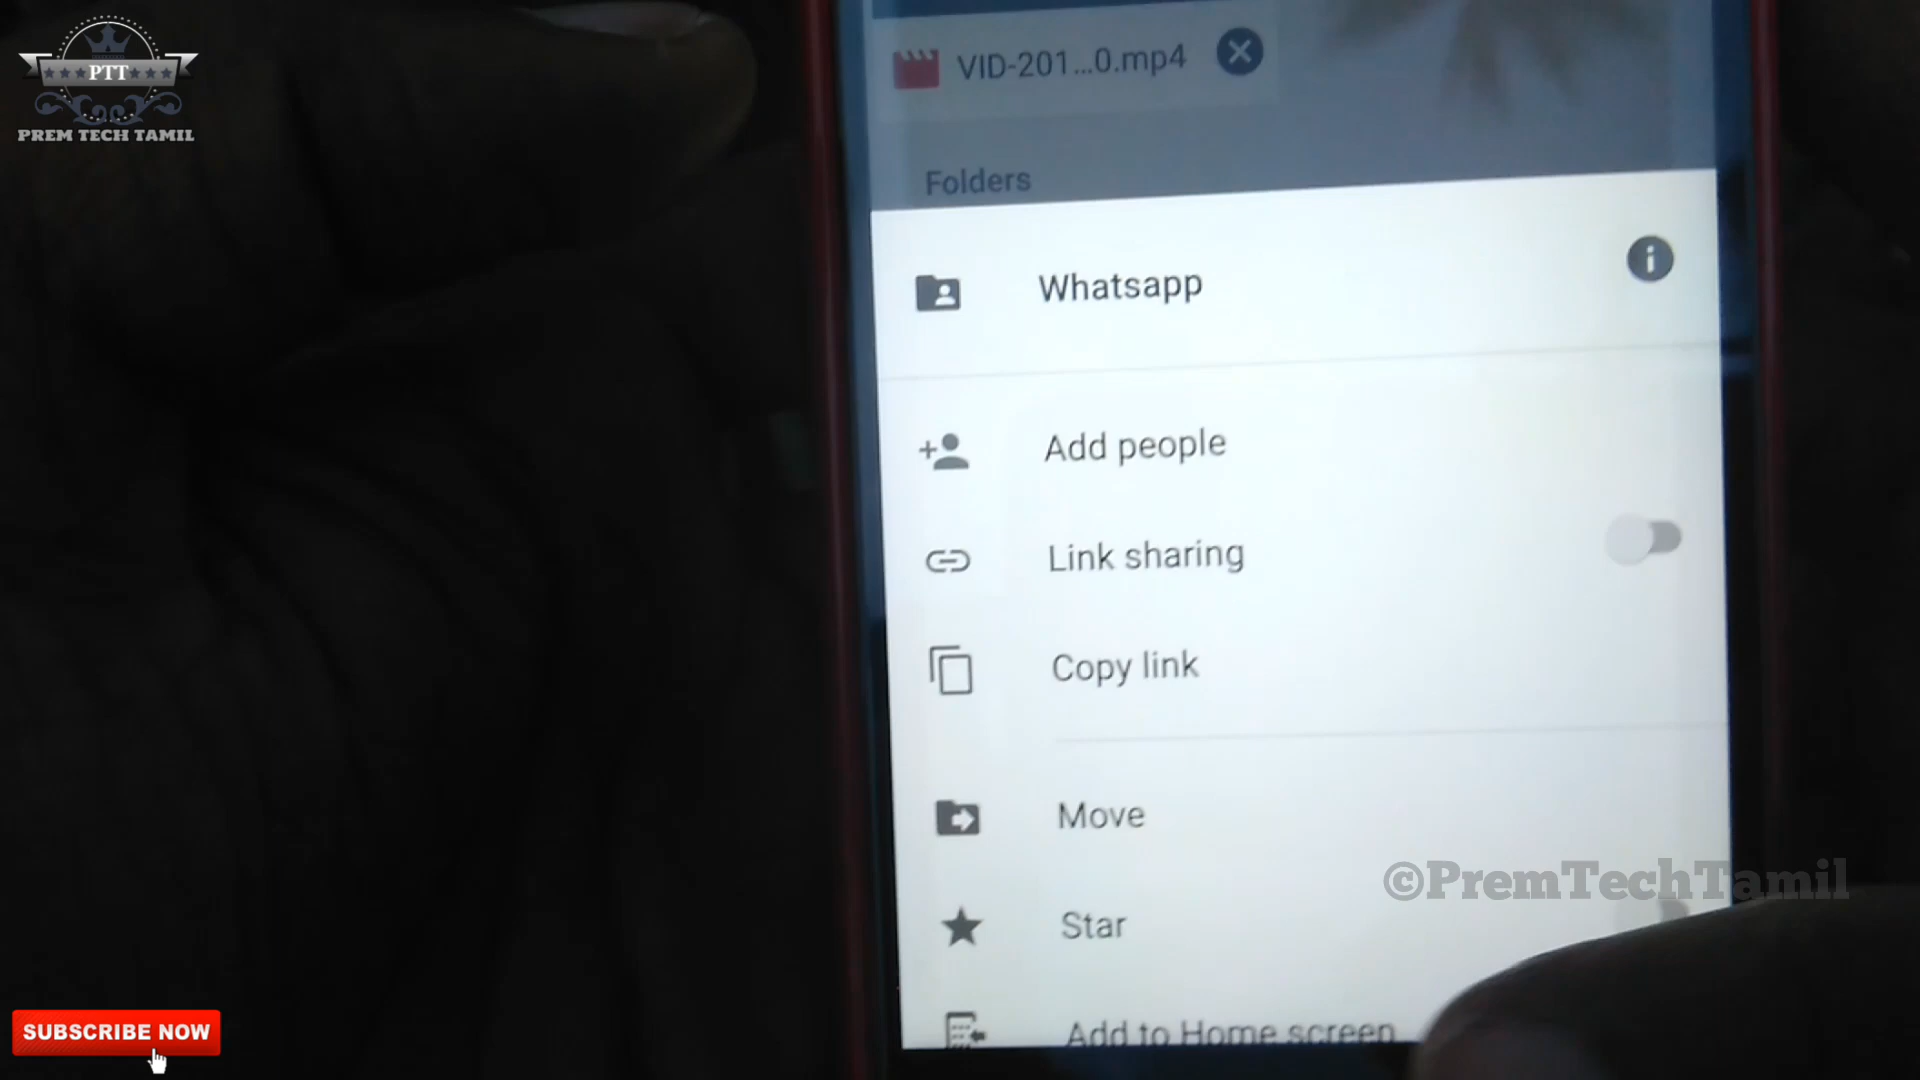 PTT
PREM TECH TAMIL
VID-201...0.mp4
Folders
Whatsapp
Add people
Link sharing
Copy link
Move
©PremTechTamil
Star
Add to Home screen
SUBSCRIBE NOW